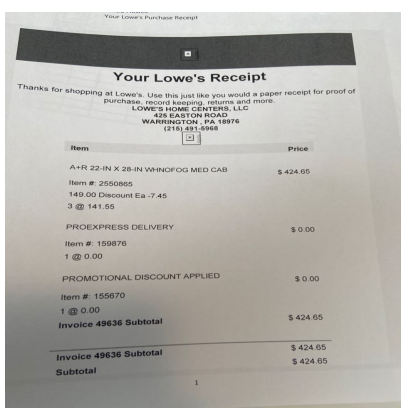 Your Lowe's Purchase Receipt
Your Lowe's Receipt
Thanks for shopping at Lowe's. Use this just like you would a paper receipt for proof of
purchase, record keeping, returns and more.
LOWE'S HOME CENTERS, LLC
425 EASTON ROAD
WARRINGTON , PA 18976
(215) 491-5968
Item Price
A+R 22-IN X 28-IN WHNOFOG MED CAB $ 424.65
Item #: 2550865
149.00 Discount Ea -7.45
3 @ 141.55
PROEXPRESS DELIVERY $ 0.00
Item #: 159876
1 @ 0.00
PROMOTIONAL DISCOUNT APPLIED $ 0.00
Item #: 155670
1 @ 0.00
Invoice 49636 Subtotal $ 424.65
Invoice 49636 Subtotal $ 424.65
Subtotal $ 424.65
1